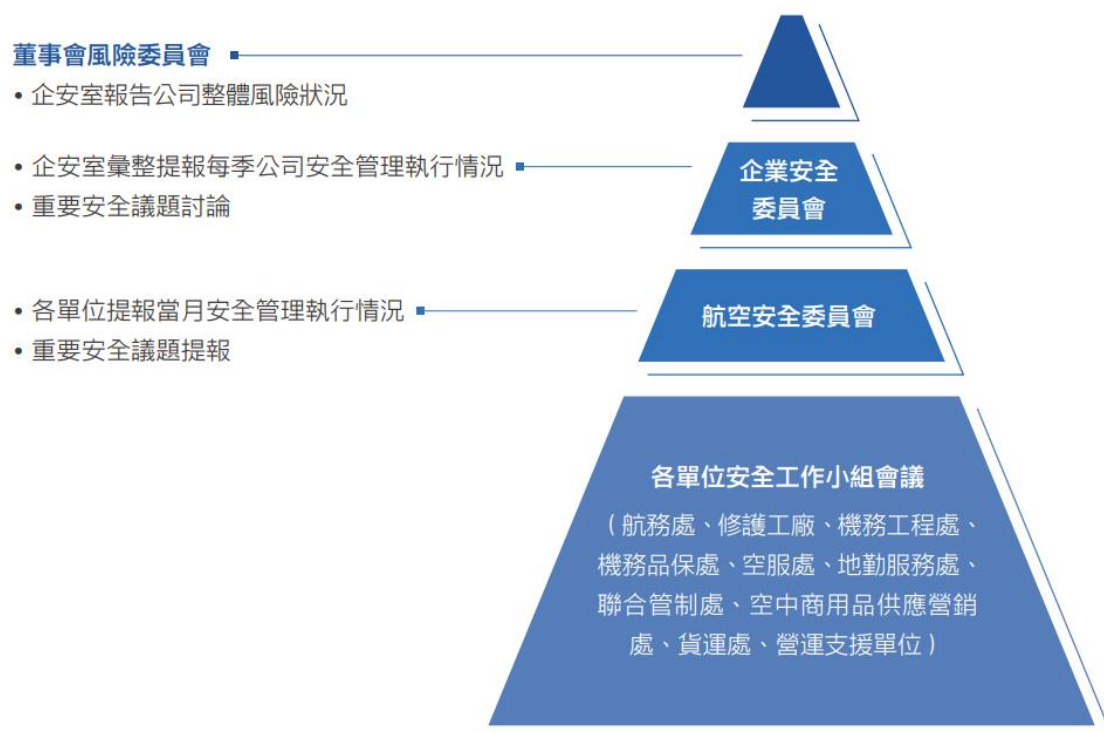 董事會風險委員會
• 企安室報告公司整體風險狀況
• 企安室彙整提報每季公司安全管理執行情況
• 重要安全議題討論
企業安全
委員會
• 各單位提報當月安全管理執行情況
• 重要安全議題提報
航空安全委員會
各單位安全工作小組會議
（航務處、修護工廠、機務工程處、
機務品保處、空服處、地勤服務處、
聯合管制處、空中商用品供應營銷
處、貨運處、營運支援單位）